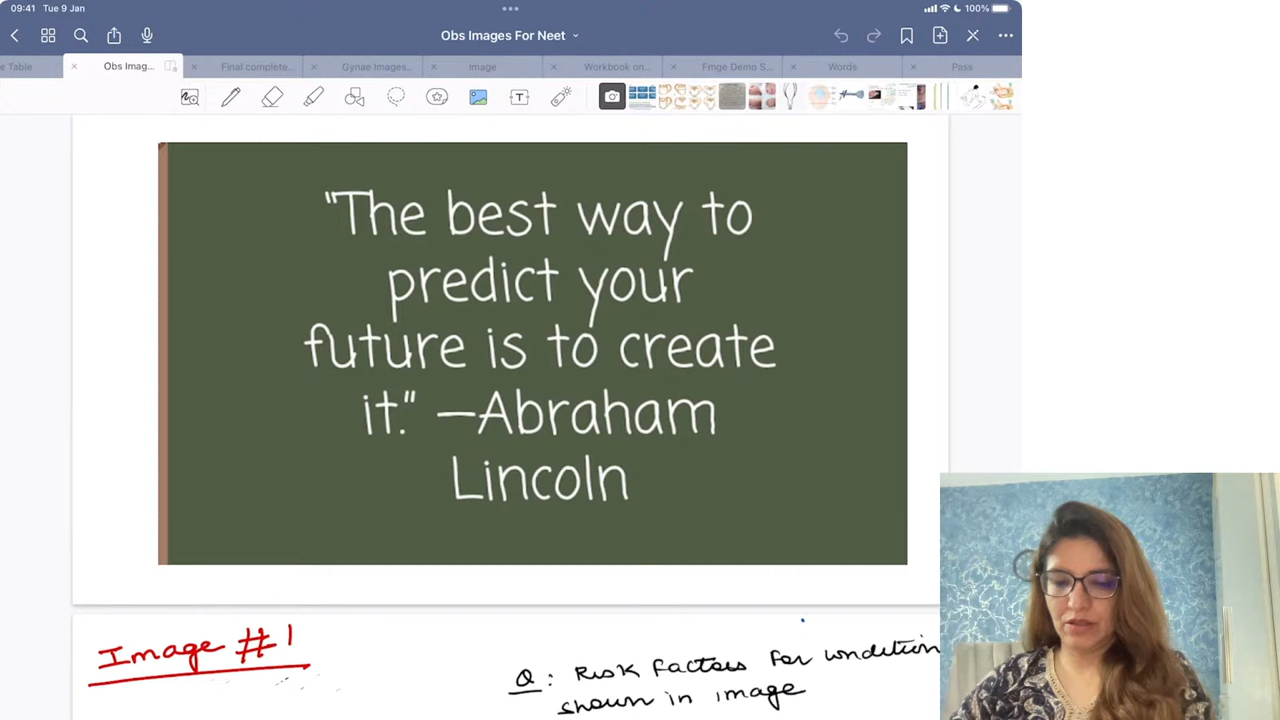 09:41 Tue 9 Jan
100%
Obs Images For Neet
e Table
Obs Imag...
Final complete...
Gynae Images...
image
Workbook on...
Fmge Demo S...
Words
Pass
"The best way to
predict your
future is to create
it." —Abraham
Lincoln
Image #1
Q : Risk factors for condition
shown in image